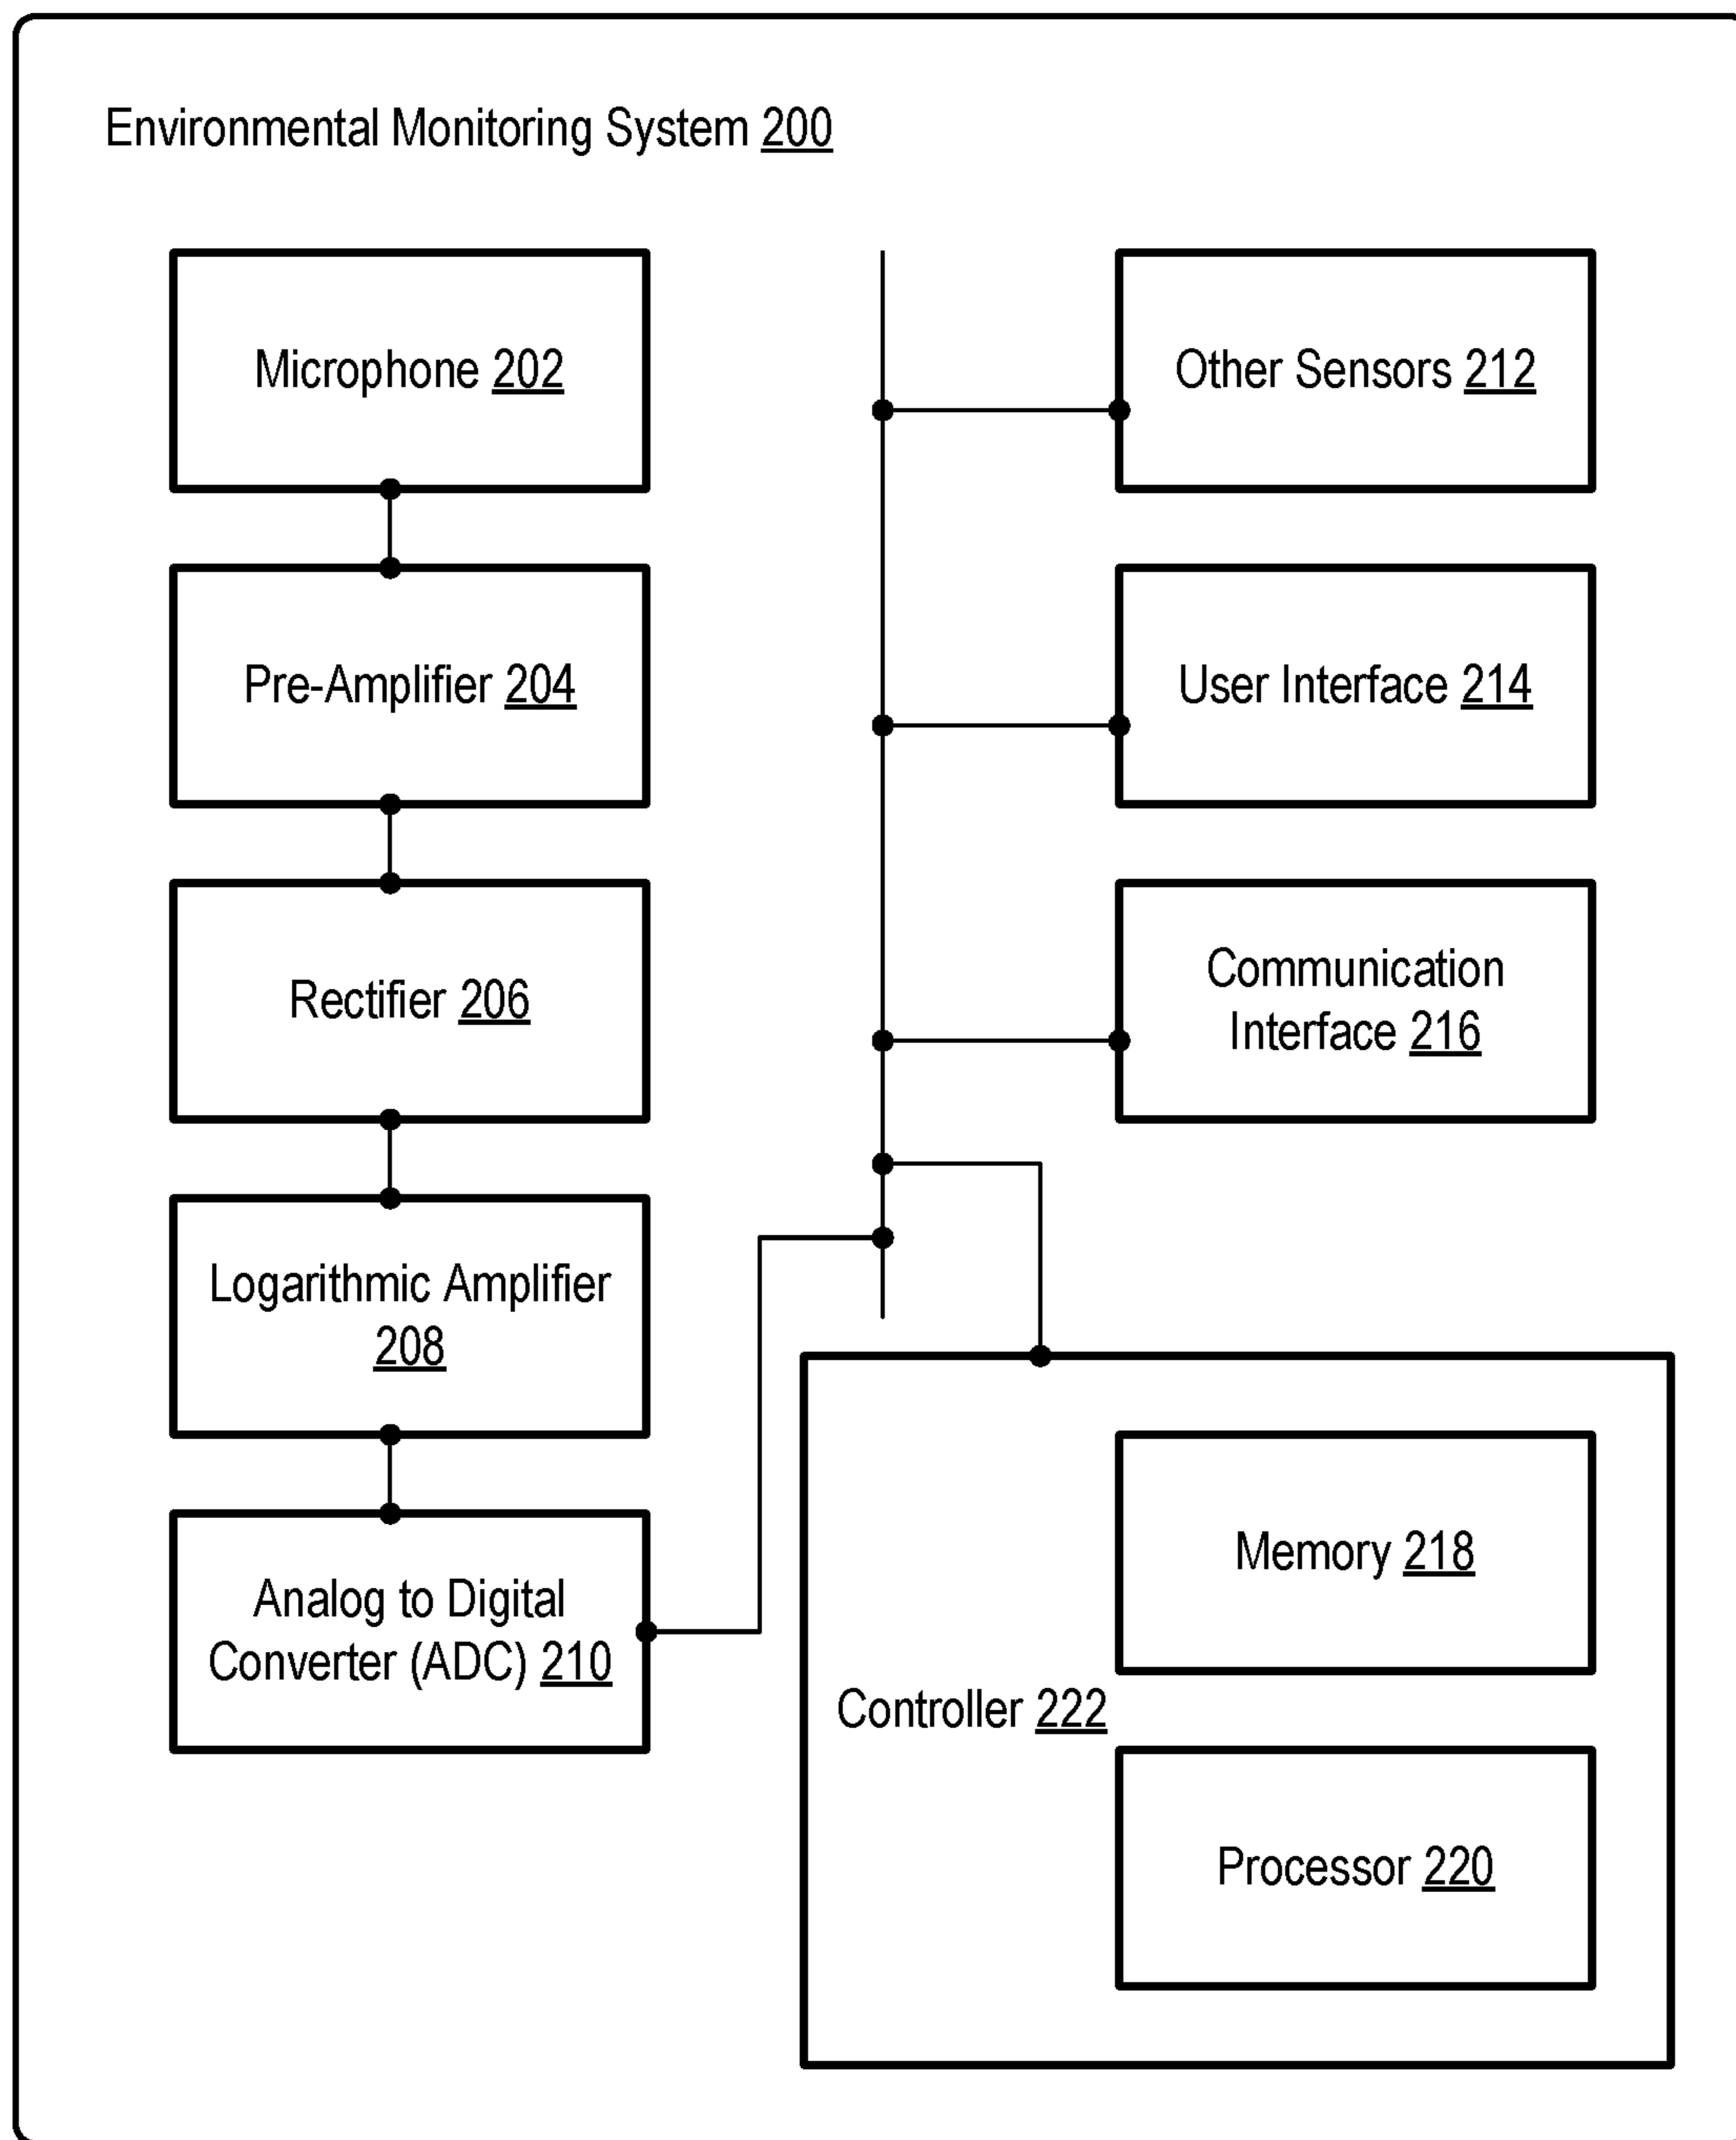 Environmental Monitoring System 200
Microphone 202
Pre-Amplifier 204
Rectifier 206
Logarithmic Amplifier
208
Analog to Digital
Converter (ADC) 210
Other Sensors 212
User Interface 214
Communication
Interface 216
Controller 222
Memory 218
Processor 220